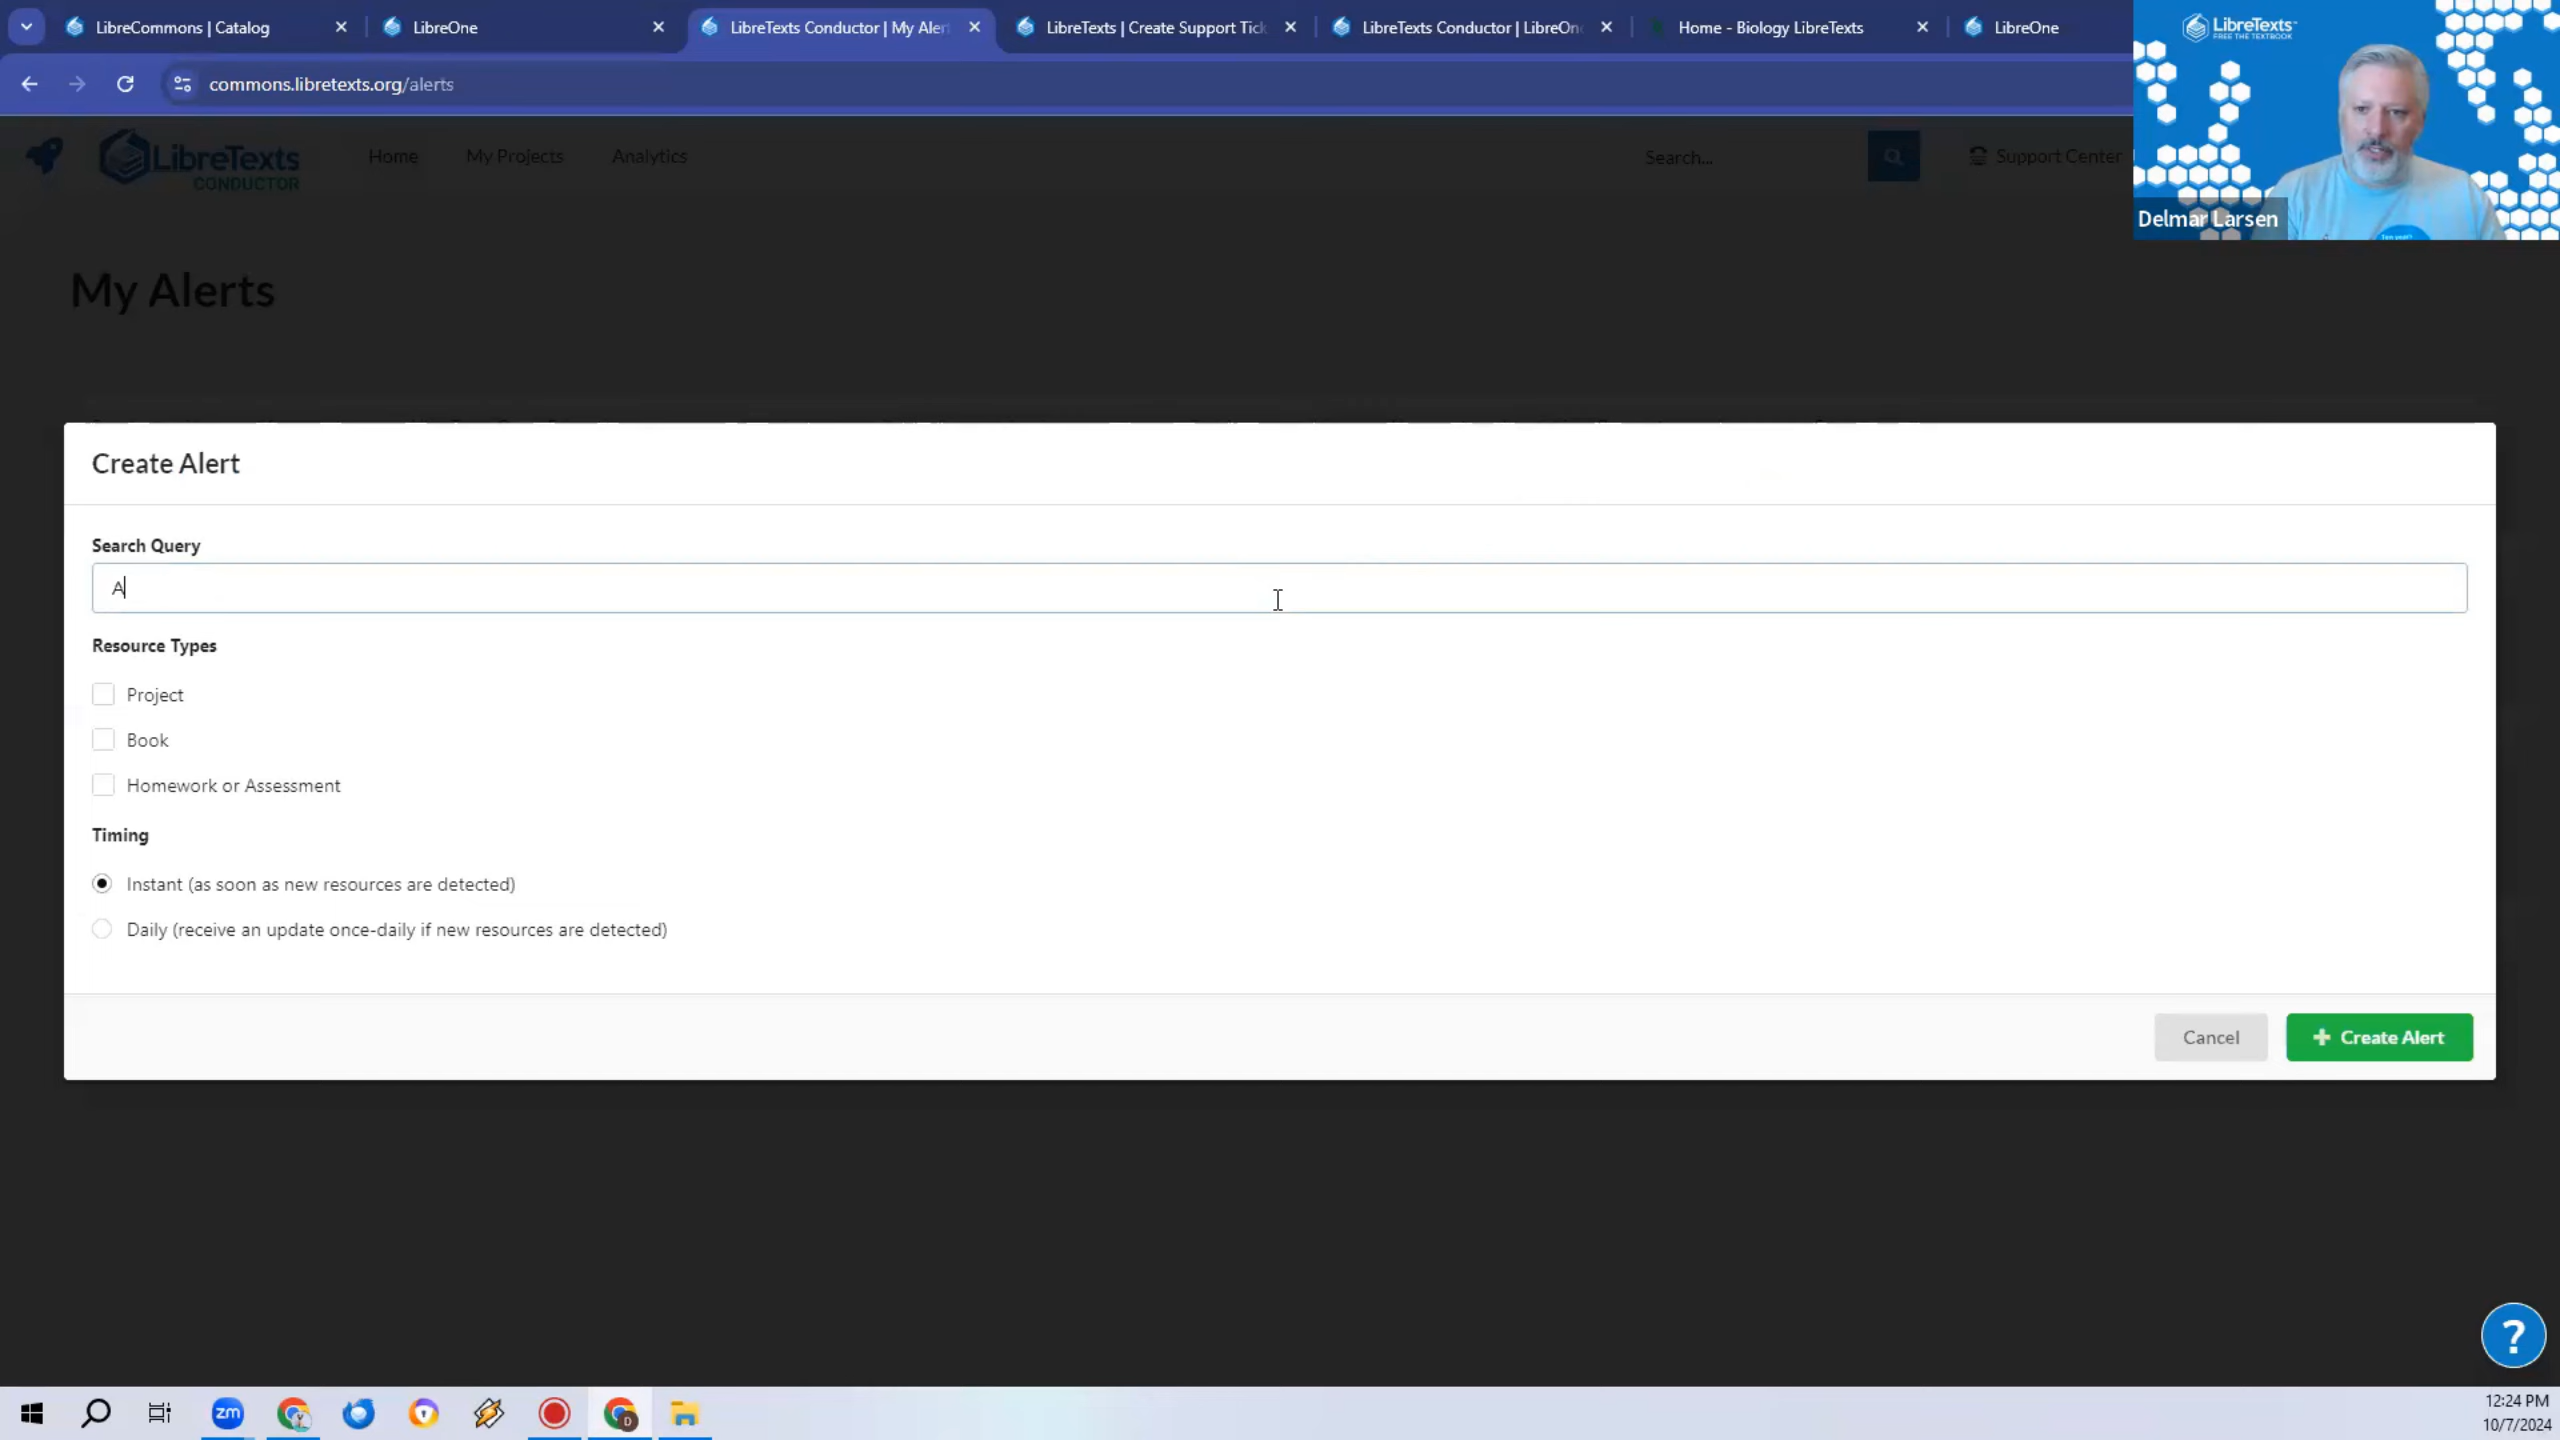 LibreCommons | Catalog
LibreOne
LibreTexts Conductor | My Aler
LibreTexts | Create Support Tick
LibreTexts Conductor | LibreOn
Home - Biology LibreTexts
LibreOne
commons.libretexts.org/alerts
LibreTexts
FREE THE TEXTBOOK
Delmar Larsen
LibreTexts
CONDUCTOR
Home
My Projects
Analytics
Search...
Support Center
My Alerts
Create Alert
Search Query
A
Resource Types
Project
Book
Homework or Assessment
Timing
Instant (as soon as new resources are detected)
Daily (receive an update once-daily if new resources are detected)
Cancel
Create Alert
?
zm
D
12:24 PM
10/7/2024